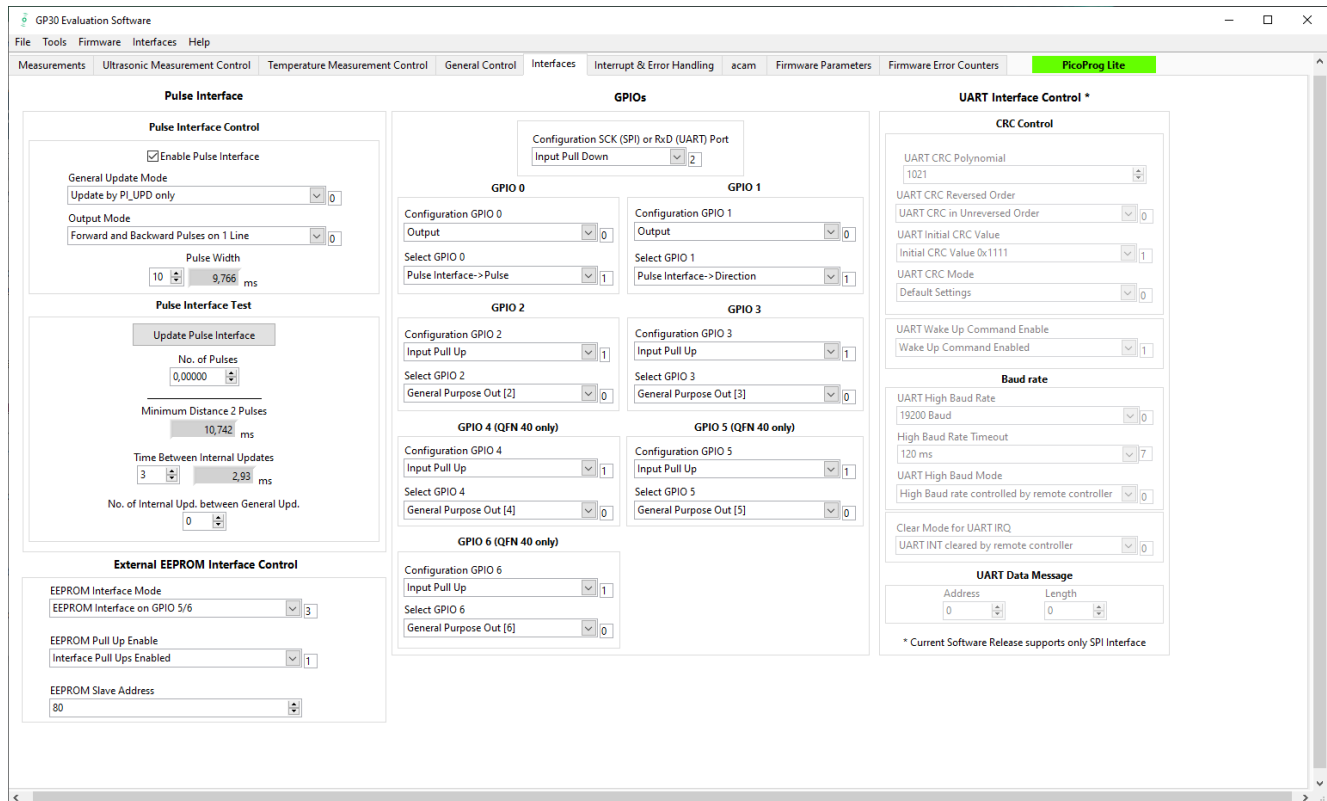 GP30 Evaluation Software
File Tools Firmware Interfaces Help
Measurements Ultrasonic Measurement Control Temperature Measurement Control General Control Interfaces Interrupt & Error Handling acam Firmware Parameters Firmware Error Counters PicoProg Lite
Pulse Interface
Pulse Interface Control
Enable Pulse Interface
General Update Mode
Update by PI_UPD only 0
Output Mode
Forward and Backward Pulses on 1 Line 0
Pulse Width
10 9,766 ms
Pulse Interface Test
Update Pulse Interface
No. of Pulses
0,00000
Minimum Distance 2 Pulses
10,742 ms
Time Between Internal Updates
3 2,93 ms
No. of Internal Upd. between General Upd.
0
External EEPROM Interface Control
EEPROM Interface Mode
EEPROM Interface on GPIO 5/6 3
EEPROM Pull Up Enable
Interface Pull Ups Enabled 1
EEPROM Slave Address
80
GPIOs
Configuration SCK (SPI) or RxD (UART) Port
Input Pull Down 2
GPIO 0
Configuration GPIO 0
Output 0
Select GPIO 0
Pulse Interface->Pulse 1
GPIO 1
Configuration GPIO 1
Output 0
Select GPIO 1
Pulse Interface->Direction 1
GPIO 2
Configuration GPIO 2
Input Pull Up 1
Select GPIO 2
General Purpose Out [2] 0
GPIO 3
Configuration GPIO 3
Input Pull Up 1
Select GPIO 3
General Purpose Out [3] 0
GPIO 4 (QFN 40 only)
Configuration GPIO 4
Input Pull Up 1
Select GPIO 4
General Purpose Out [4] 0
GPIO 5 (QFN 40 only)
Configuration GPIO 5
Input Pull Up 1
Select GPIO 5
General Purpose Out [5] 0
GPIO 6 (QFN 40 only)
Configuration GPIO 6
Input Pull Up 1
Select GPIO 6
General Purpose Out [6] 0
UART Interface Control *
CRC Control
UART CRC Polynomial
1021
UART CRC Reversed Order
UART CRC in Unreversed Order 0
UART Initial CRC Value
Initial CRC Value 0x1111 1
UART CRC Mode
Default Settings 0
UART Wake Up Command Enable
Wake Up Command Enabled 1
Baud rate
UART High Baud Rate
19200 Baud 0
High Baud Rate Timeout
120 ms 7
UART High Baud Mode
High Baud rate controlled by remote controller 0
Clear Mode for UART IRQ
UART INT cleared by remote controller 0
UART Data Message
Address Length
0 0
* Current Software Release supports only SPI Interface